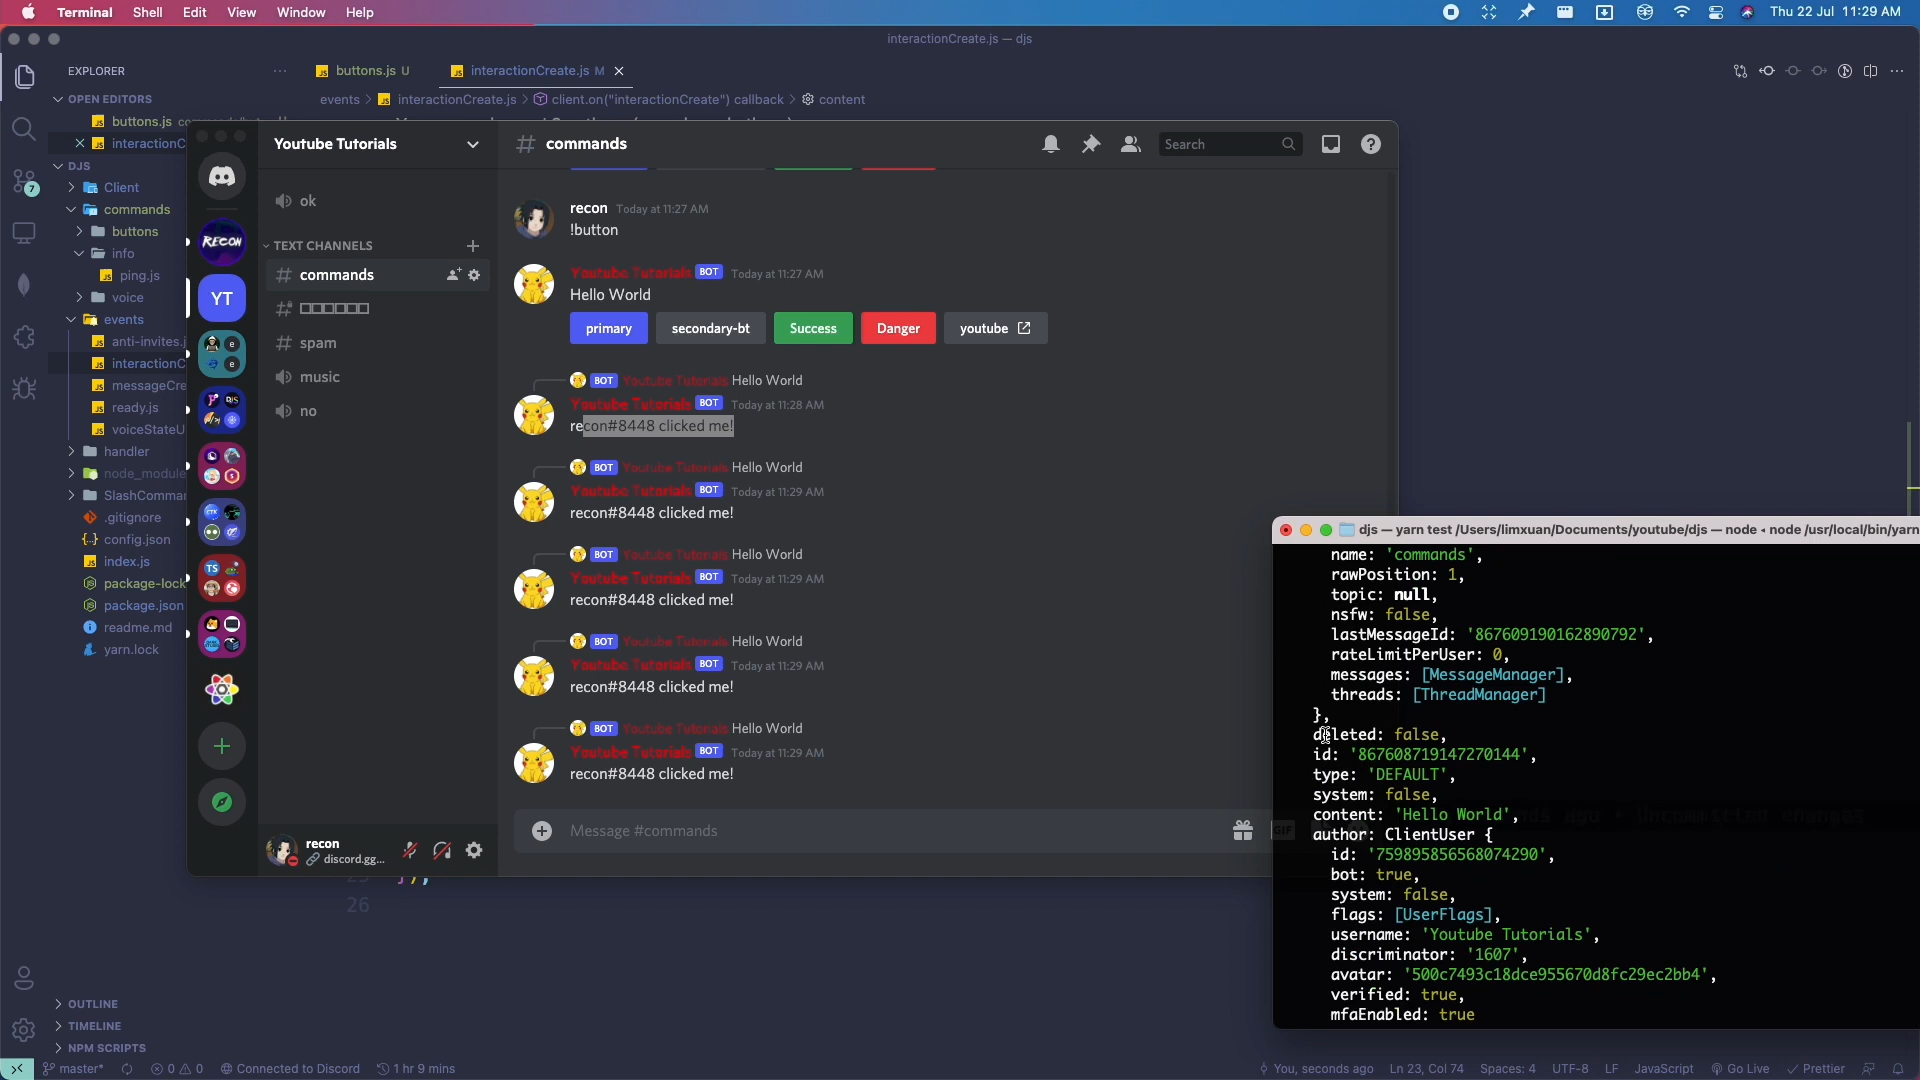 Terminal Shell Edit View Window Help
Thu 22 Jul 11:29 AM
interactionCreate.js — djs
EXPLORER
buttons.js U
interactionCreate.js M
OPEN EDITORS
events > interactionCreate.js > client.on("interactionCreate") callback > content
buttons.js
interactionC
DJS
Client
commands
buttons
info
ping.js
voice
events
anti-invites.j
interactionC
messageCre
ready.js
voiceStateU
handler
node_module
SlashComma
.gitignore
config.json
index.js
package-lock
package.json
readme.md
yarn.lock
7
OUTLINE
TIMELINE
NPM SCRIPTS
RECON
YT
Youtube Tutorials
ok
TEXT CHANNELS
commands
□□□□□□
spam
music
no
recon
discord.gg...
# commands
Search
recon Today at 11:27 AM
!button
Youtube Tutorials BOT Today at 11:27 AM
Hello World
primary secondary-bt Success Danger youtube
BOT Youtube Tutorials Hello World
Youtube Tutorials BOT Today at 11:28 AM
recon#8448 clicked me!
BOT Youtube Tutorials Hello World
Youtube Tutorials BOT Today at 11:29 AM
recon#8448 clicked me!
BOT Youtube Tutorials Hello World
Youtube Tutorials BOT Today at 11:29 AM
recon#8448 clicked me!
BOT Youtube Tutorials Hello World
Youtube Tutorials BOT Today at 11:29 AM
recon#8448 clicked me!
BOT Youtube Tutorials Hello World
Youtube Tutorials BOT Today at 11:29 AM
recon#8448 clicked me!
Message #commands
GIF
26
djs — yarn test /Users/limxuan/Documents/youtube/djs — node ◂ node /usr/local/bin/yarn
name: 'commands',
rawPosition: 1,
topic: null,
nsfw: false,
lastMessageId: '867609190162890792',
rateLimitPerUser: 0,
messages: [MessageManager],
threads: [ThreadManager]
},
deleted: false,
id: '867608719147270144',
type: 'DEFAULT',
system: false,
content: 'Hello World',
author: ClientUser {
id: '759895856568074290',
bot: true,
system: false,
flags: [UserFlags],
username: 'Youtube Tutorials',
discriminator: '1607',
avatar: '500c7493c18dce955670d8fc29ec2bb4',
verified: true,
mfaEnabled: true
master* 0 0 Connected to Discord 1 hr 9 mins
You, seconds ago Ln 23, Col 74 Spaces: 4 UTF-8 LF JavaScript Go Live Prettier